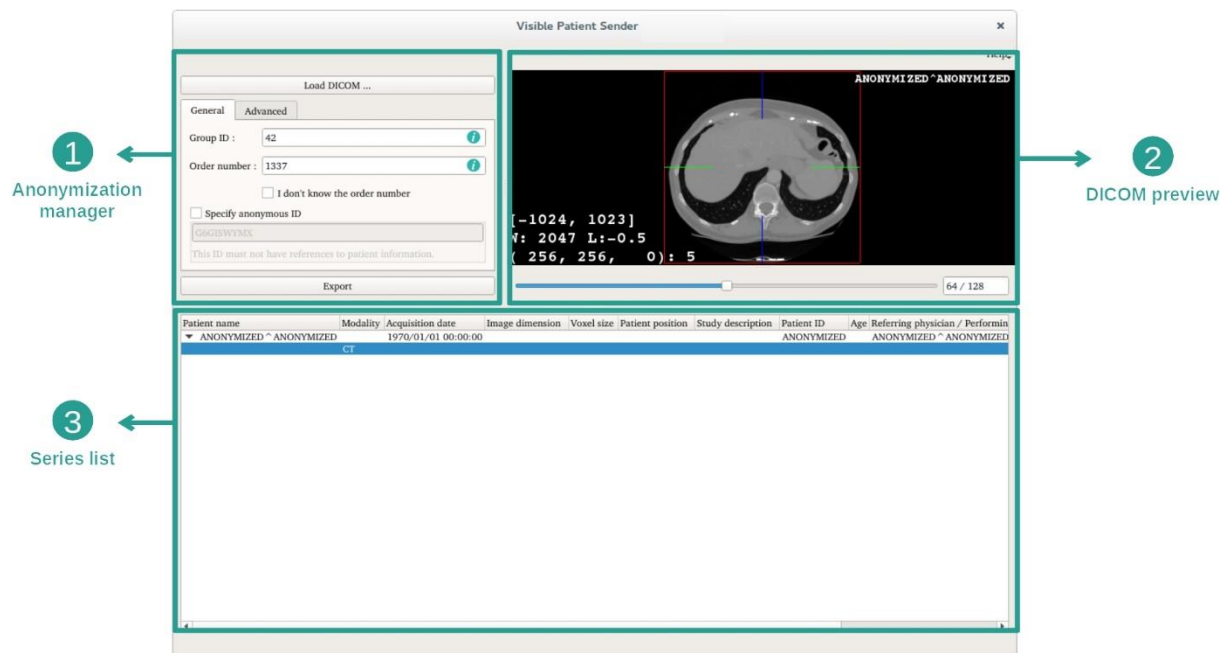 Visible Patient Sender
Help
Load DICOM ...
General Advanced
Group ID : 42
Order number : 1337
I don't know the order number
Specify anonymous ID
G6GISWYMX
This ID must not have references to patient information.
Export
1
Anonymization
manager
ANONYMIZED^ANONYMIZED
[-1024, 1023]
W: 2047 L:-0.5
( 256, 256, 0): 5
64 / 128
2
DICOM preview
Patient name Modality Acquisition date Image dimension Voxel size Patient position Study description Patient ID Age Referring physician / Performin
ANONYMIZED ^ ANONYMIZED 1970/01/01 00:00:00 ANONYMIZED ANONYMIZED ^ ANONYMIZED
CT
3
Series list